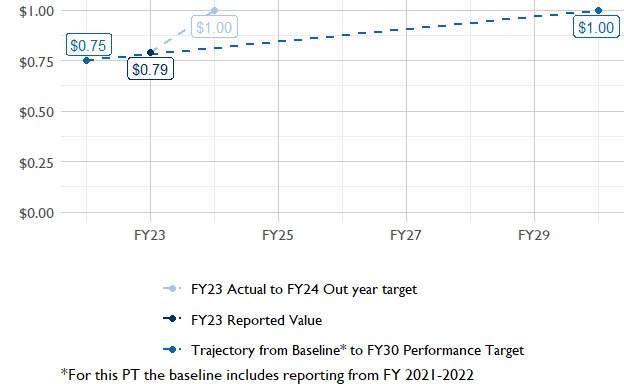 $1.00
$1.00
$1.00
$0.75
$0.79
$0.75
$0.50
$0.25
$0.00
FY23 FY25 FY27 FY29
FY23 Actual to FY24 Out year target
FY23 Reported Value
Trajectory from Baseline* to FY30 Performance Target
*For this PT the baseline includes reporting from FY 2021-2022